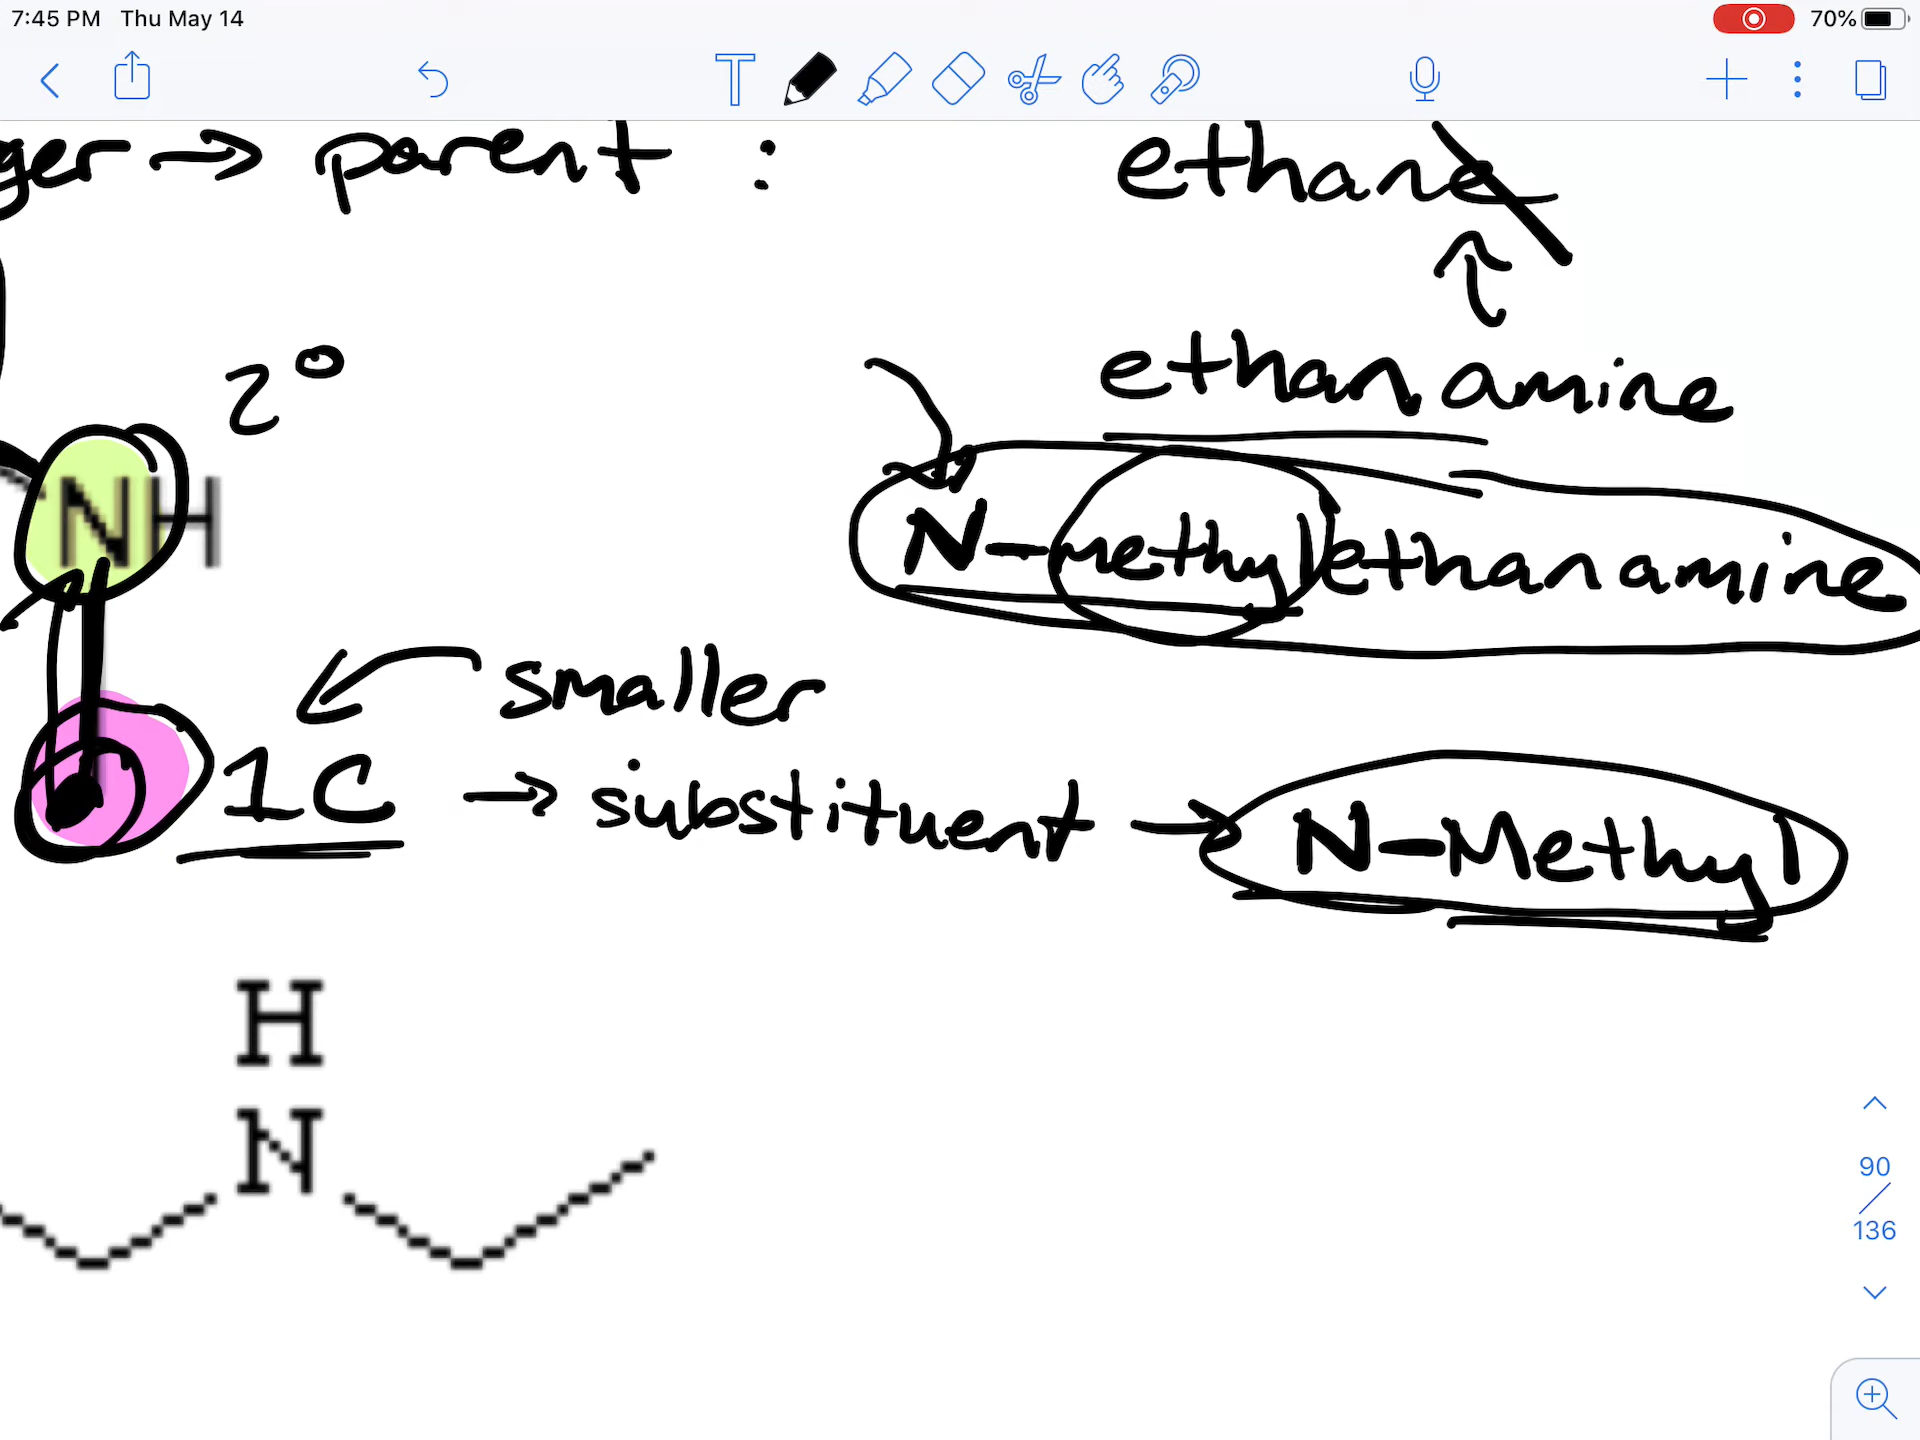 7:45 PM Thu May 14
70%
T
ger → parent :
ethane
2°
ethanamine
NH
N-methylethanamine
smaller
1C → substituent → N-Methyl
H
N
90
136